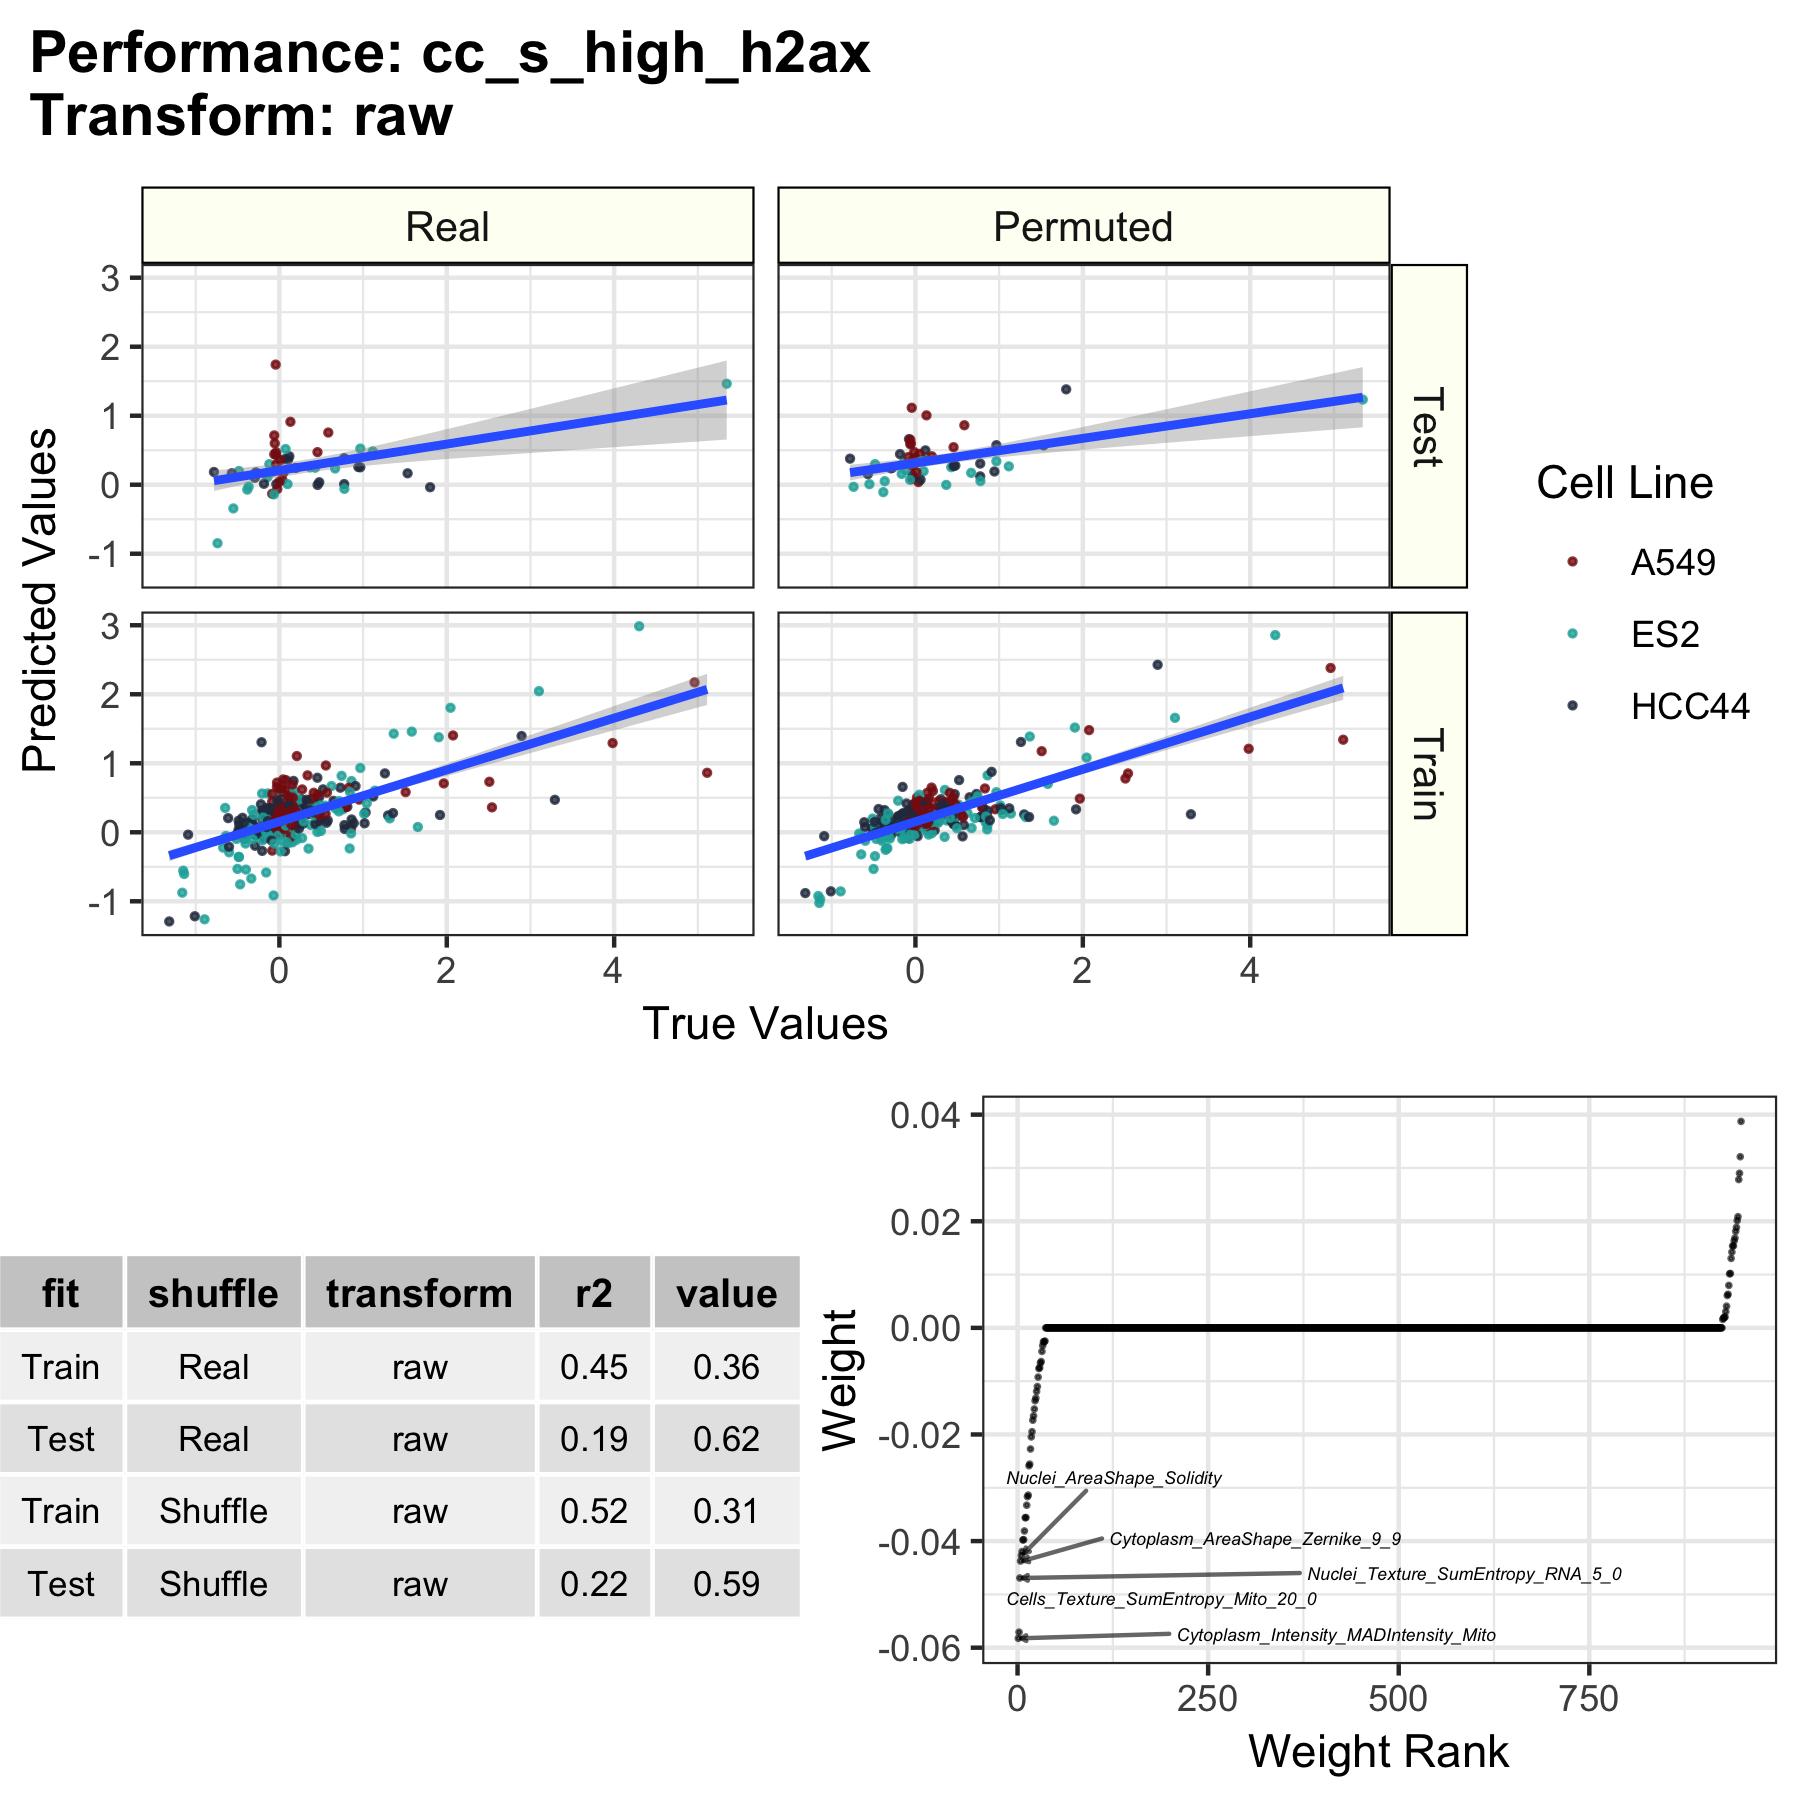 Performance: cc_s_high_h2ax
Transform: raw
Real
Permuted
3
2
1
0
-1
Test
3
2
1
0
-1
Train
0
2
4
0
2
4
Predicted Values
True Values
Cell Line
A549
ES2
HCC44
fit shuffle transform r2 value
Train Real raw 0.45 0.36
Test Real raw 0.19 0.62
Train Shuffle raw 0.52 0.31
Test Shuffle raw 0.22 0.59
0.04
0.02
0.00
-0.02
-0.04
-0.06
Weight
Nuclei_AreaShape_Solidity
Cytoplasm_AreaShape_Zernike_9_9
Nuclei_Texture_SumEntropy_RNA_5_0
Cells_Texture_SumEntropy_Mito_20_0
Cytoplasm_Intensity_MADIntensity_Mito
0
250
500
750
Weight Rank